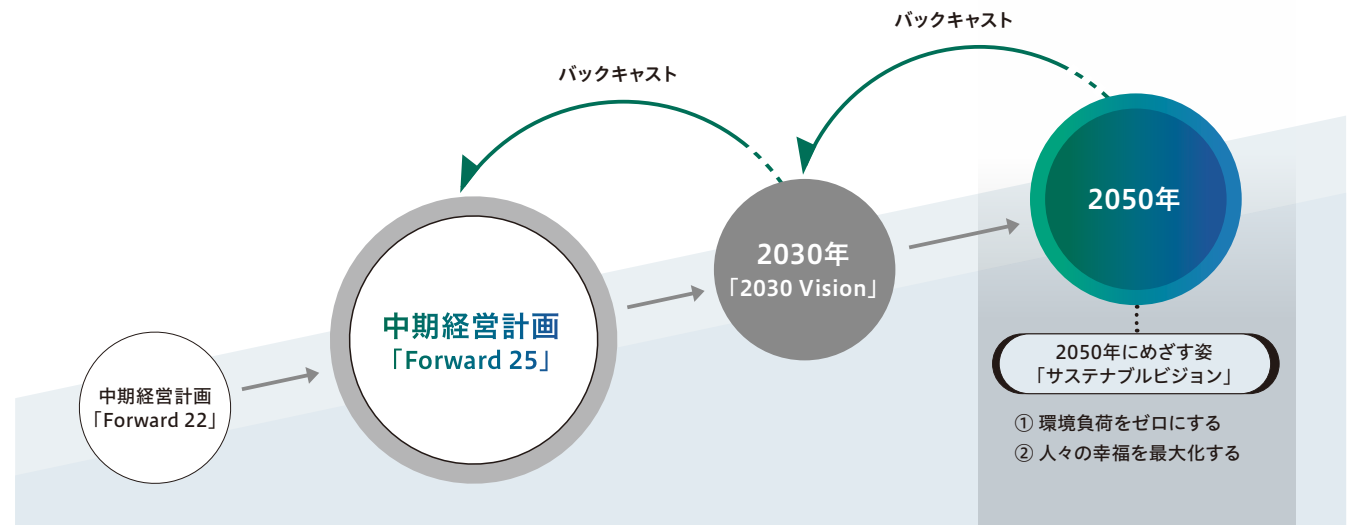 バックキャスト
バックキャスト
中期経営計画
「Forward 22」
中期経営計画
「Forward 25」
2030年
「2030 Vision」
2050年
2050年にめざす姿
「サステナブルビジョン」
① 環境負荷をゼロにする
② 人々の幸福を最大化する